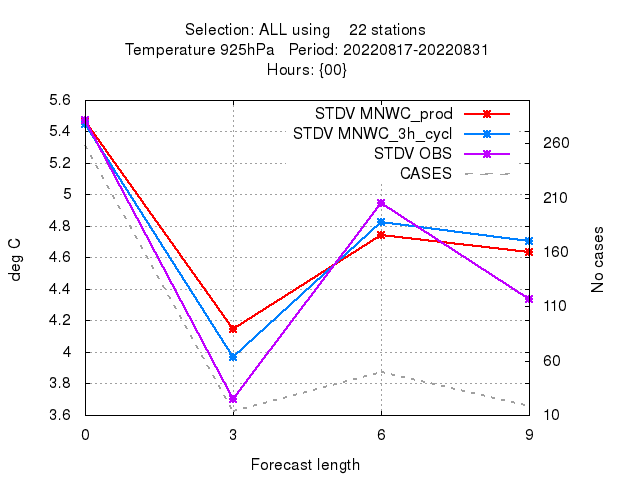 Selection: ALL using    22 stations
Temperature 925hPa   Period: 20220817-20220831
Hours: {00}
STDV MNWC_prod
STDV MNWC_3h_cycl
STDV OBS
CASES
5.6
5.4
5.2
5
4.8
4.6
4.4
4.2
4
3.8
3.6
deg C
260
210
160
110
60
10
No cases
0 3 6 9
Forecast length